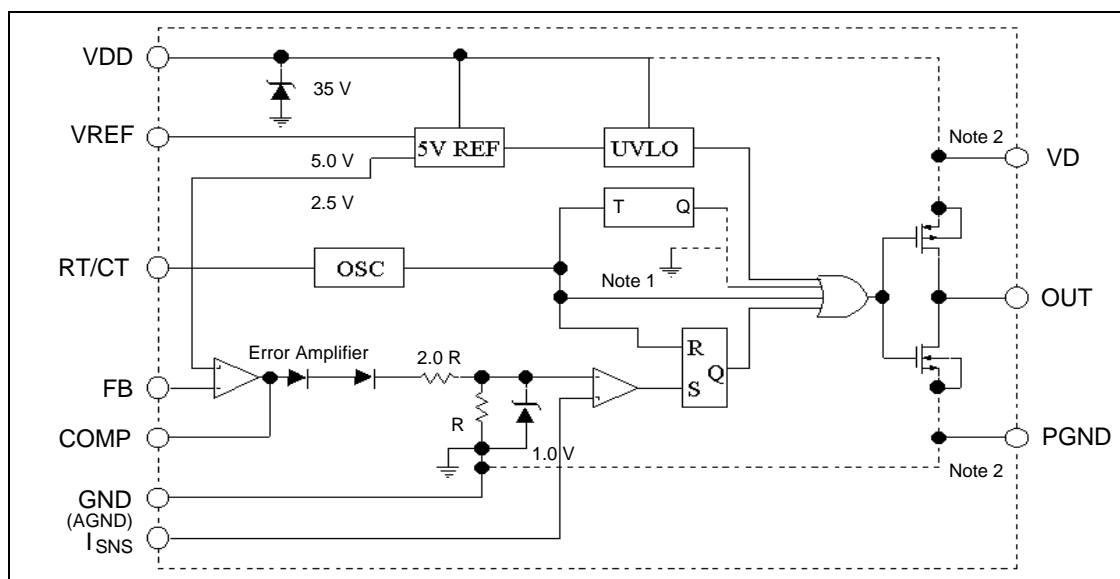 VDD
35 V
VREF
5V REF
UVLO
Note 2
VD
5.0 V
2.5 V
T Q
RT/CT
OSC
Note 1
OUT
Error Amplifier
2.0 R
R
Q
S
FB
R
COMP
1.0 V
PGND
GND
(AGND)
Note 2
ISNS